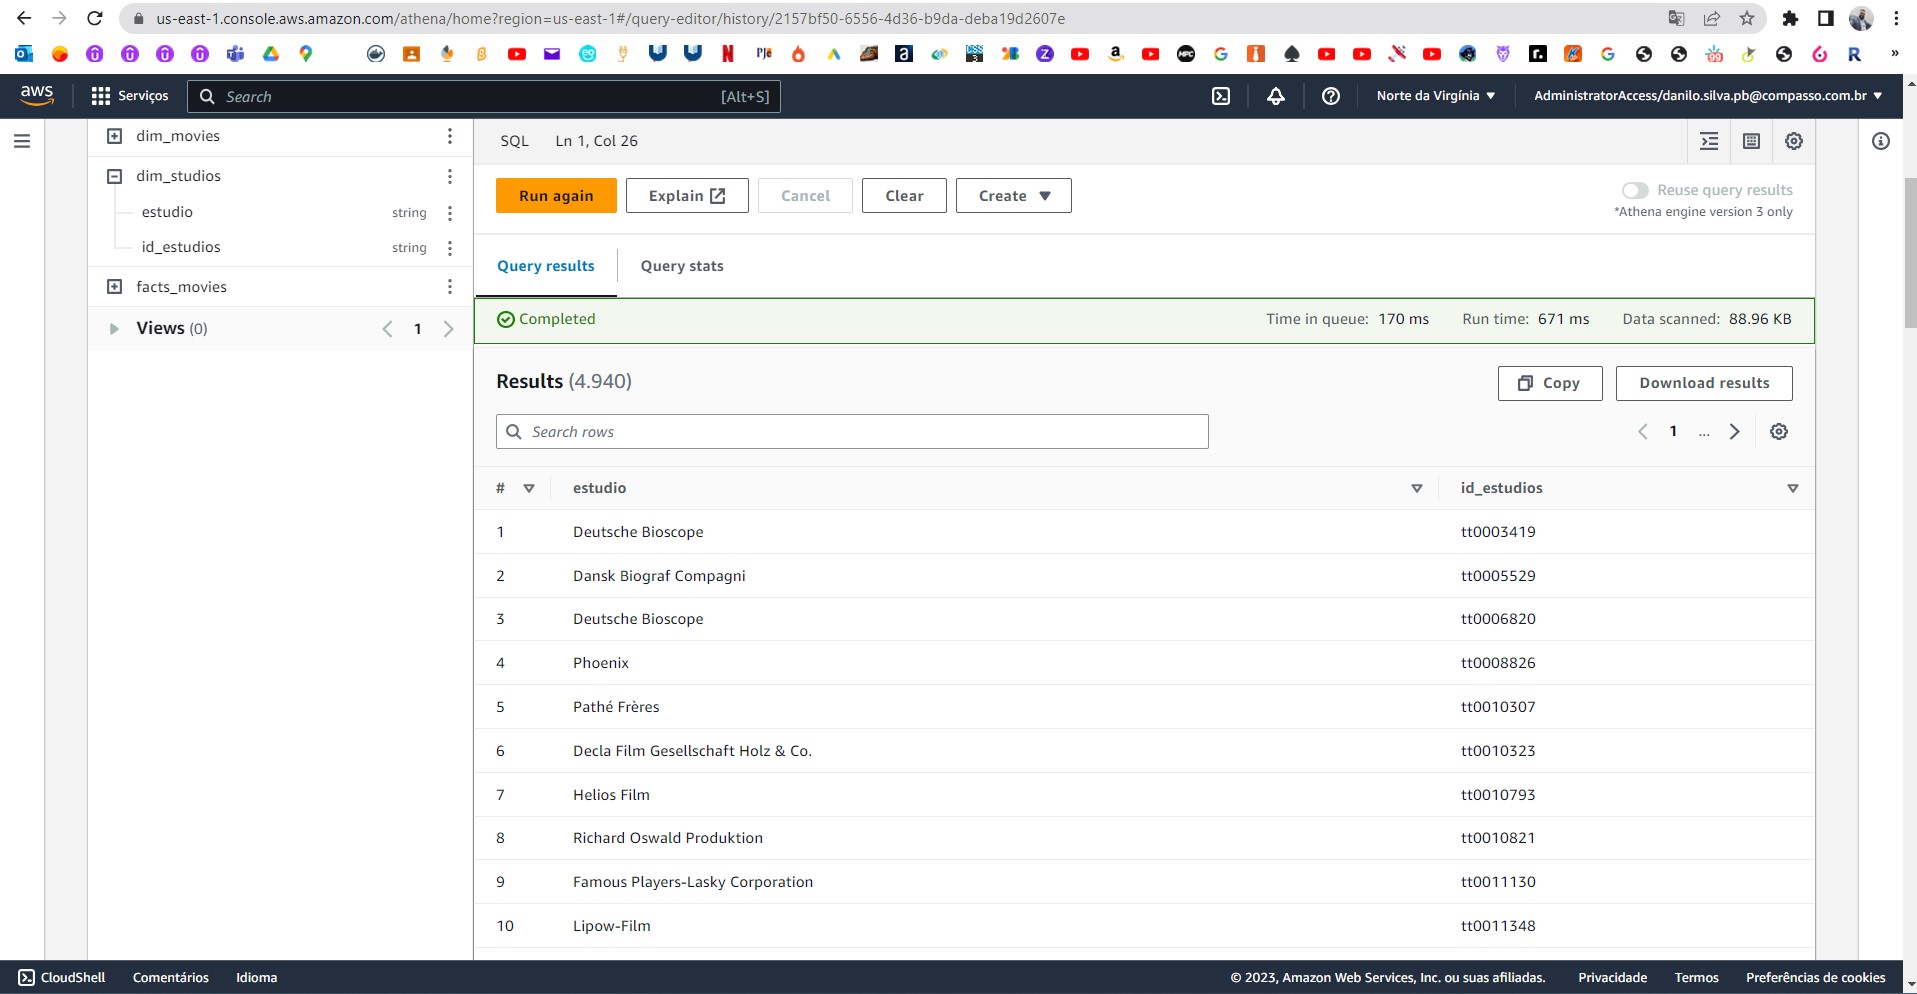 us-east-1.console.aws.amazon.com/athena/home?region=us-east-1#/query-editor/history/2157bf50-6556-4d36-b9da-deba19d2607e
aws Serviços Search [Alt+S] Norte da Virgínia AdministratorAccess/danilo.silva.pb@compasso.com.br
dim_movies
dim_studios
estudio string
id_estudios string
facts_movies
Views (0) 1
SQL Ln 1, Col 26
Run again Explain Cancel Clear Create
Reuse query results
*Athena engine version 3 only
Query results Query stats
Completed Time in queue: 170 ms Run time: 671 ms Data scanned: 88.96 KB
Results (4.940) Copy Download results
Search rows 1 ...
# estudio id_estudios
1 Deutsche Bioscope tt0003419
2 Dansk Biograf Compagni tt0005529
3 Deutsche Bioscope tt0006820
4 Phoenix tt0008826
5 Pathé Frères tt0010307
6 Decla Film Gesellschaft Holz & Co. tt0010323
7 Helios Film tt0010793
8 Richard Oswald Produktion tt0010821
9 Famous Players-Lasky Corporation tt0011130
10 Lipow-Film tt0011348
CloudShell Comentários Idioma © 2023, Amazon Web Services, Inc. ou suas afiliadas. Privacidade Termos Preferências de cookies